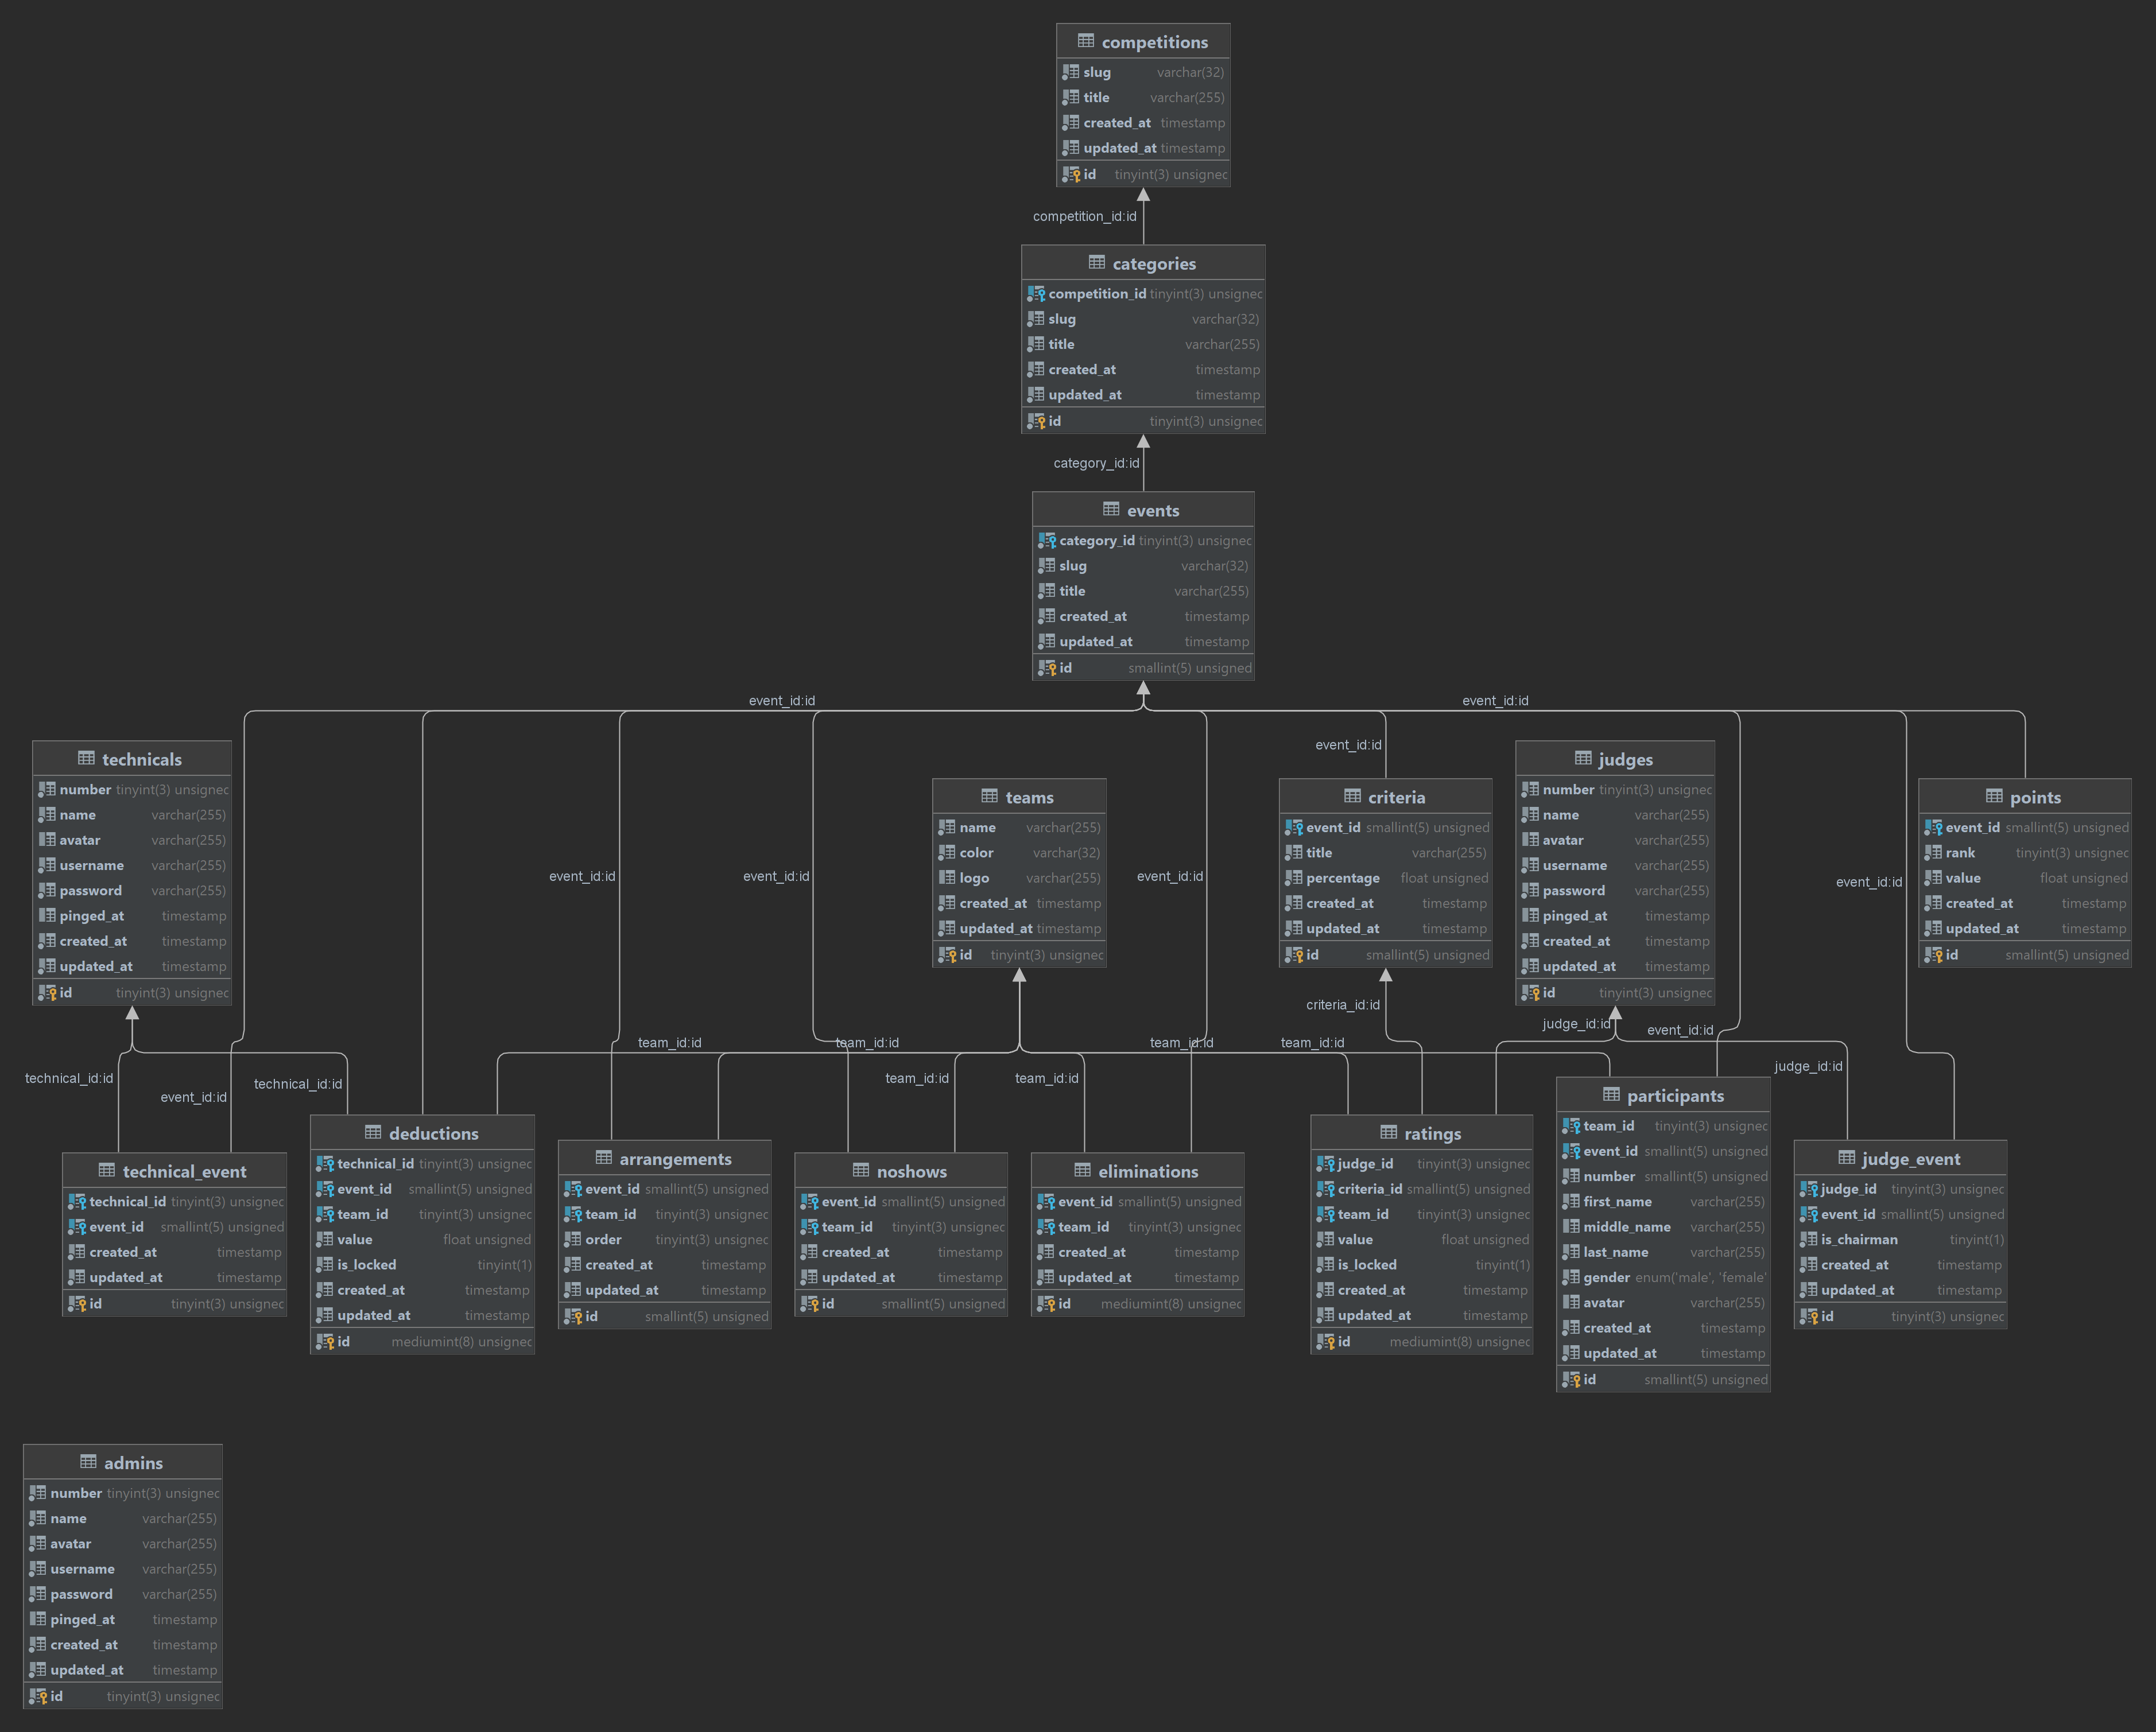 competitions
slug varchar(32)
title varchar(255)
created_at timestamp
updated_at timestamp
id tinyint(3) unsignec
competition_id:id
categories
competition_id tinyint(3) unsignec
slug varchar(32)
title varchar(255)
created_at timestamp
updated_at timestamp
id tinyint(3) unsignec
category_id:id
events
category_id tinyint(3) unsignec
slug varchar(32)
title varchar(255)
created_at timestamp
updated_at timestamp
id smallint(5) unsigned
event_id:id
event_id:id
event_id:id
technicals
number tinyint(3) unsignec
name varchar(255)
avatar varchar(255)
username varchar(255)
password varchar(255)
pinged_at timestamp
created_at timestamp
updated_at timestamp
id tinyint(3) unsignec
event_id:id
event_id:id
teams
name varchar(255)
color varchar(32)
logo varchar(255)
created_at timestamp
updated_at timestamp
id tinyint(3) unsignec
event_id:id
criteria
event_id smallint(5) unsigned
title varchar(255)
percentage float unsigned
created_at timestamp
updated_at timestamp
id smallint(5) unsigned
judges
number tinyint(3) unsignec
name varchar(255)
avatar varchar(255)
username varchar(255)
password varchar(255)
pinged_at timestamp
created_at timestamp
updated_at timestamp
id tinyint(3) unsignec
event_id:id
points
event_id smallint(5) unsigned
rank tinyint(3) unsignec
value float unsigned
created_at timestamp
updated_at timestamp
id smallint(5) unsigned
criteria_id:id
judge_id:id
event_id:id
team_id:id
team_id:id
team_id:id
team_id:id
technical_id:id
event_id:id
technical_id:id
team_id:id
team_id:id
judge_id:id
technical_event
technical_id tinyint(3) unsignec
event_id smallint(5) unsigned
created_at timestamp
updated_at timestamp
id tinyint(3) unsignec
deductions
technical_id tinyint(3) unsignec
event_id smallint(5) unsigned
team_id tinyint(3) unsignec
value float unsigned
is_locked tinyint(1)
created_at timestamp
updated_at timestamp
id mediumint(8) unsignec
arrangements
event_id smallint(5) unsigned
team_id tinyint(3) unsignec
order tinyint(3) unsignec
created_at timestamp
updated_at timestamp
id smallint(5) unsigned
noshows
event_id smallint(5) unsigned
team_id tinyint(3) unsignec
created_at timestamp
updated_at timestamp
id smallint(5) unsigned
eliminations
event_id smallint(5) unsigned
team_id tinyint(3) unsignec
created_at timestamp
updated_at timestamp
id mediumint(8) unsignec
ratings
judge_id tinyint(3) unsignec
criteria_id smallint(5) unsigned
team_id tinyint(3) unsignec
value float unsigned
is_locked tinyint(1)
created_at timestamp
updated_at timestamp
id mediumint(8) unsignec
participants
team_id tinyint(3) unsignec
event_id smallint(5) unsigned
number smallint(5) unsigned
first_name varchar(255)
middle_name varchar(255)
last_name varchar(255)
gender enum('male', 'female'
avatar varchar(255)
created_at timestamp
updated_at timestamp
id smallint(5) unsigned
judge_event
judge_id tinyint(3) unsignec
event_id smallint(5) unsigned
is_chairman tinyint(1)
created_at timestamp
updated_at timestamp
id tinyint(3) unsignec
admins
number tinyint(3) unsignec
name varchar(255)
avatar varchar(255)
username varchar(255)
password varchar(255)
pinged_at timestamp
created_at timestamp
updated_at timestamp
id tinyint(3) unsignec